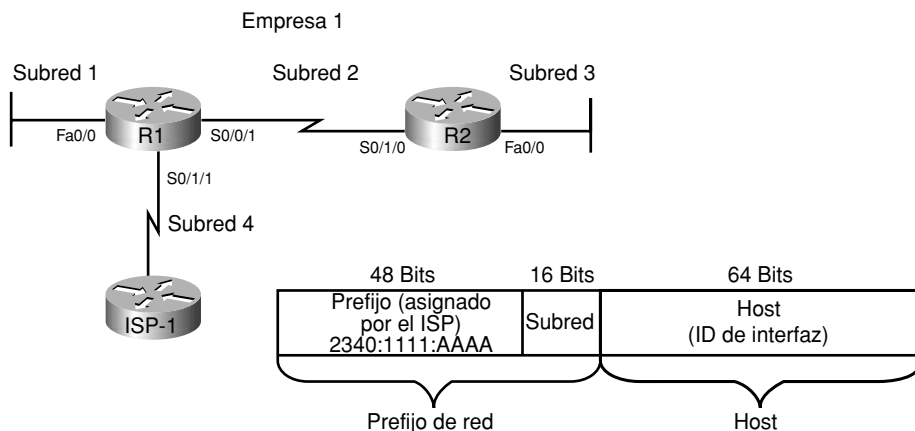 Empresa 1
Subred 1
Subred 2
Subred 3
Fa0/0
R1
S0/0/1
S0/1/0
R2
Fa0/0
S0/1/1
Subred 4
ISP-1
48 Bits
16 Bits
64 Bits
Prefijo (asignado
por el ISP)
2340:1111:AAAA
Subred
Host
(ID de interfaz)
Prefijo de red
Host